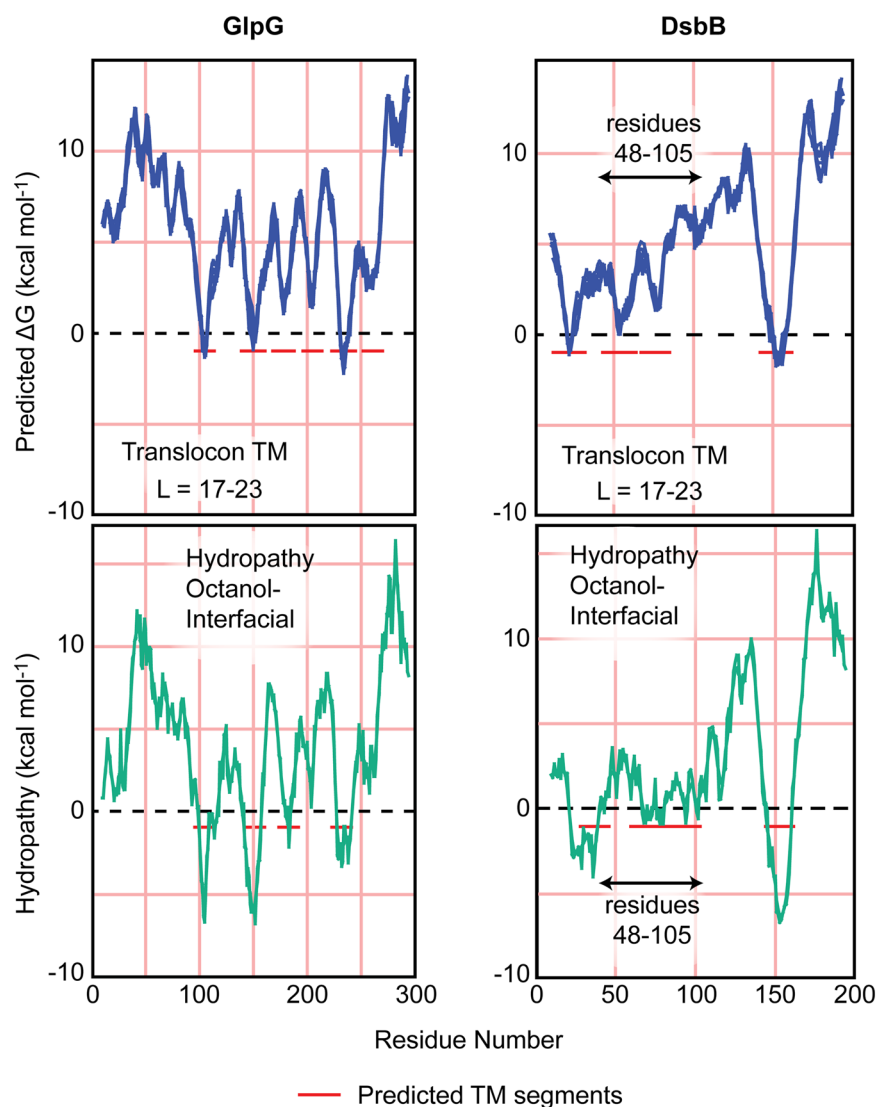 GlpG
DsbB
Predicted ΔG (kcal mol-1)
10
0
-10
Translocon TM
L = 17-23
10
0
-10
residues
48-105
Translocon TM
L = 17-23
Hydropathy (kcal mol-1)
10
0
-10
Hydropathy
Octanol-
Interfacial
0
100
200
300
10
0
-10
Hydropathy
Octanol-
Interfacial
residues
48-105
0
50
100
150
200
Residue Number
Predicted TM segments